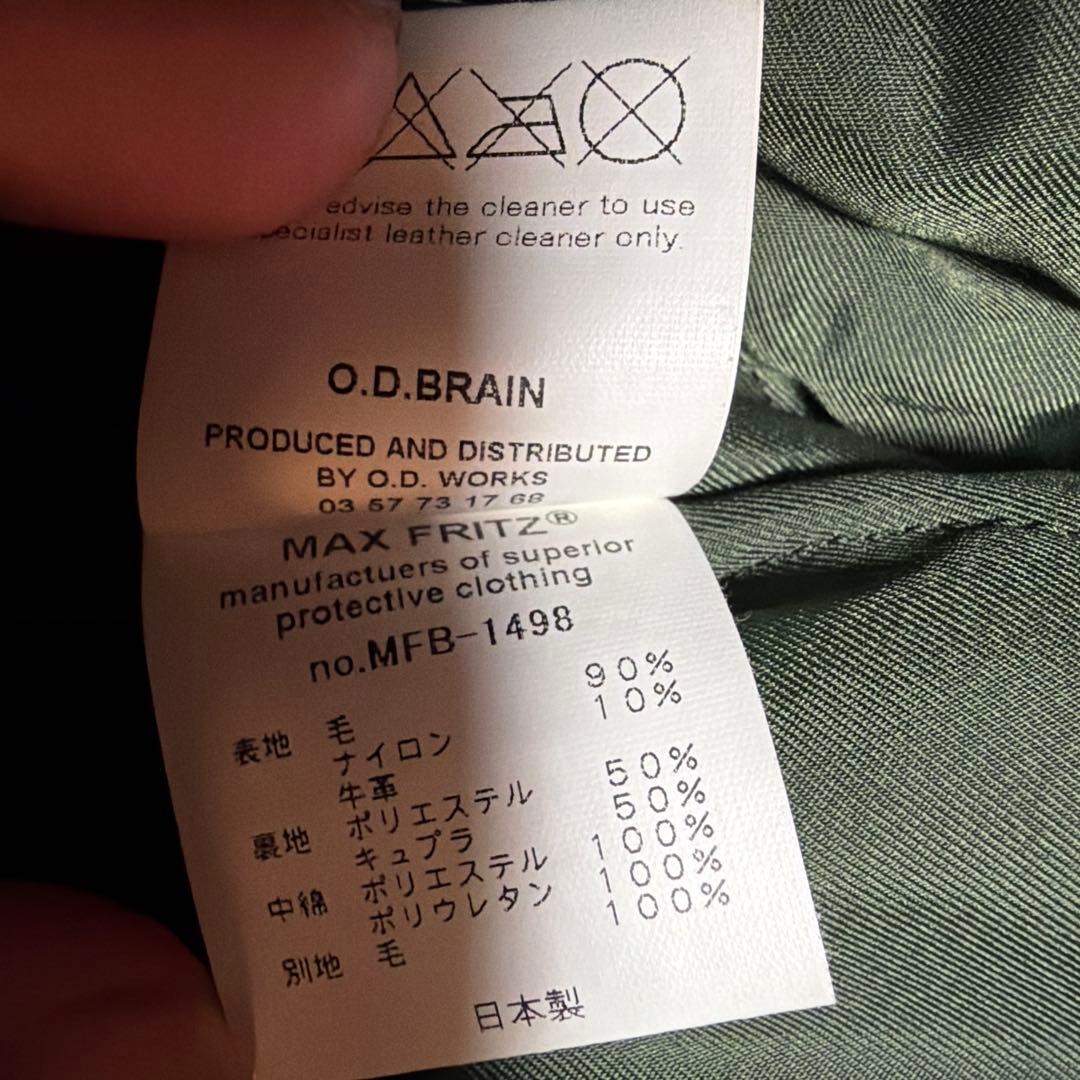 advise the cleaner to use
specialist leather cleaner only.
O.D.BRAIN
PRODUCED AND DISTRIBUTED
BY O.D. WORKS
03 57 73 17 68
MAX FRITZ®
manufactuers of superior
protective clothing
no.MFB-1498
表地 毛 90%
ナイロン 10%
牛革
裏地 ポリエステル 50%
キュプラ 50%
中綿 ポリエステル 100%
ポリウレタン 100%
別地 毛 100%
日本製